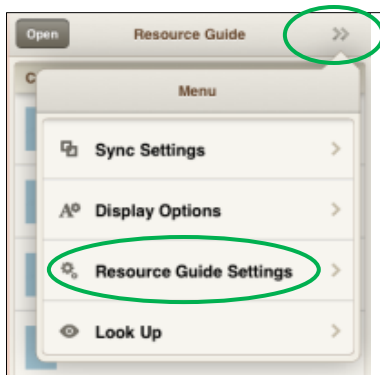 Open Resource Guide »
C
Menu
Sync Settings >
A Display Options >
Resource Guide Settings >
Look Up >